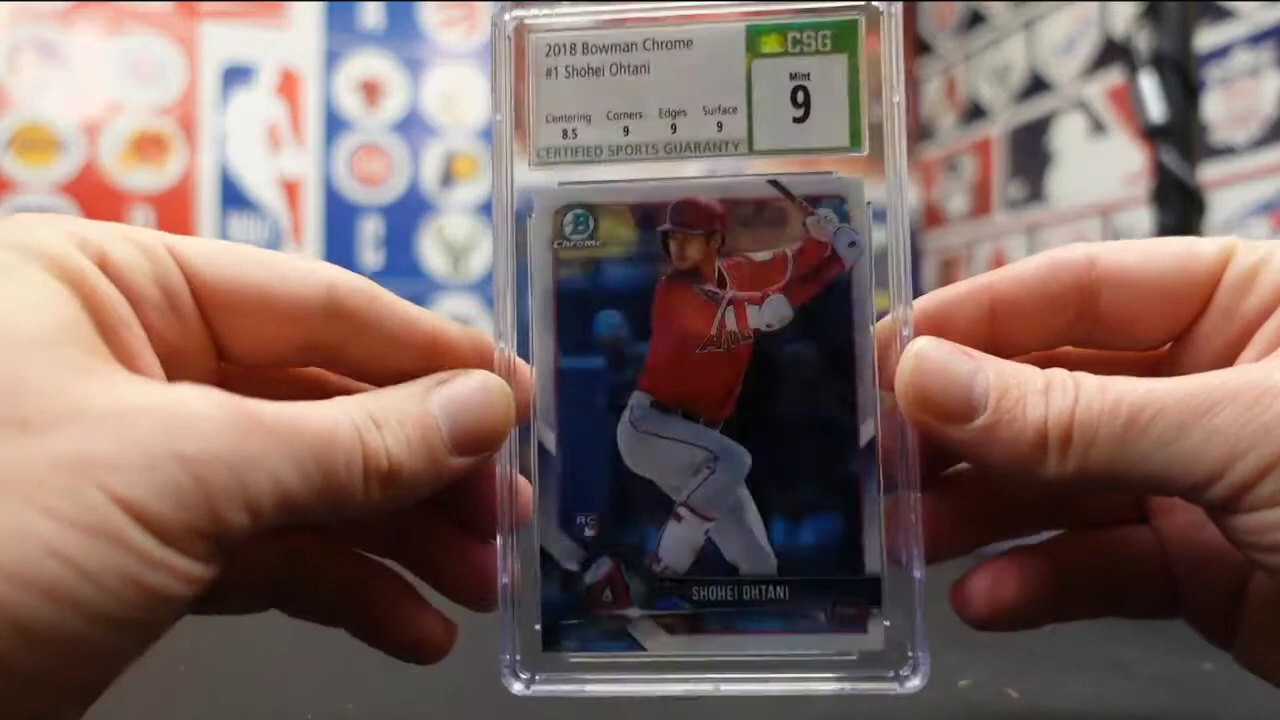 2018 Bowman Chrome
#1 Shohei Ohtani
CSG
Mint
9
Centering Corners Edges Surface
8.5 9 9 9
CERTIFIED SPORTS GUARANTY
B
Chrome
RC
SHOHEI OHTANI